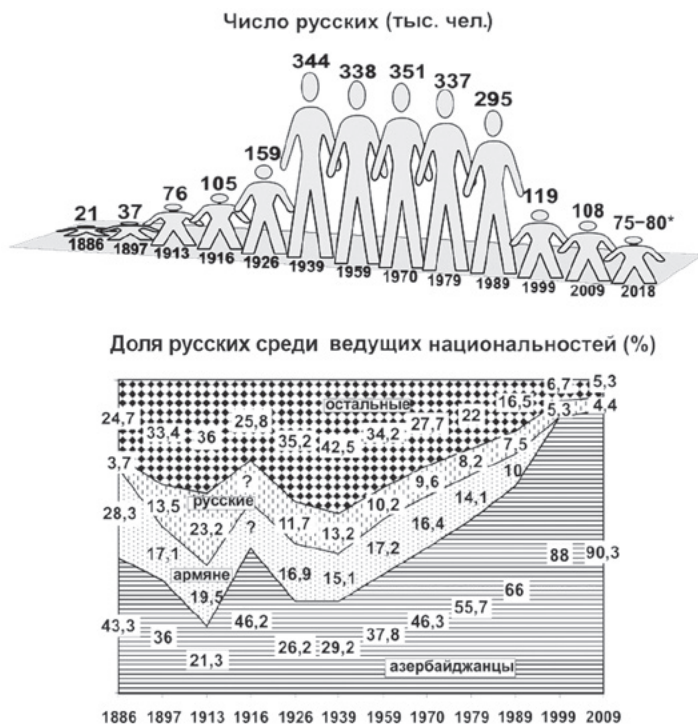 Число русских (тыс. чел.)
344 338 351 337
295
159
119 108
105
76 75–80*
21 37
1886 1897 1913 1916 1926 1939 1959 1970 1979 1989 1999 2009 2018
Доля русских среди ведущих национальностей (%)
остальные
24,7 33,4 36 25,8 35,2 42,5 34,2 27,7 22 16,5 6,7 5,3
русские
3,7 13,5 23,2 ? 11,7 13,2 10,2 9,6 8,2 7,5 5,3 4,4
армяне
28,3 17,1 19,5 ? 16,9 15,1 17,2 16,4 14,1 10
43,3 36 21,3 46,2 26,2 29,2 37,8 46,3 55,7 66 88 90,3
азербайджанцы
1886 1897 1913 1916 1926 1939 1959 1970 1979 1989 1999 2009